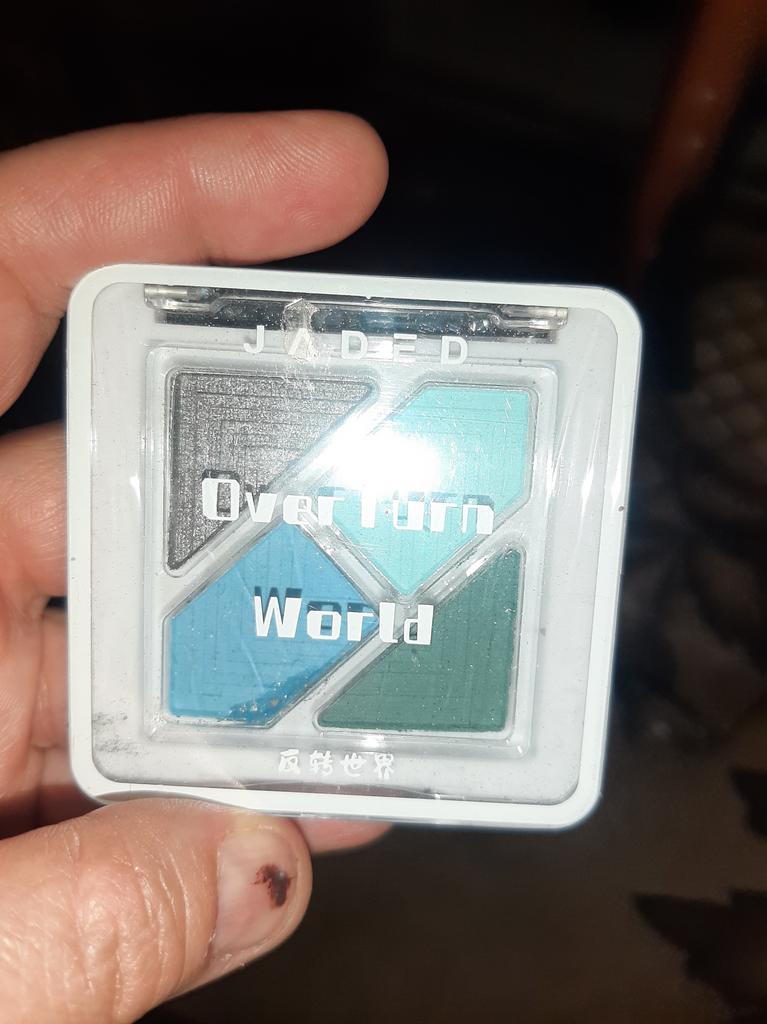 JADED
OverTurn
World
反转世界